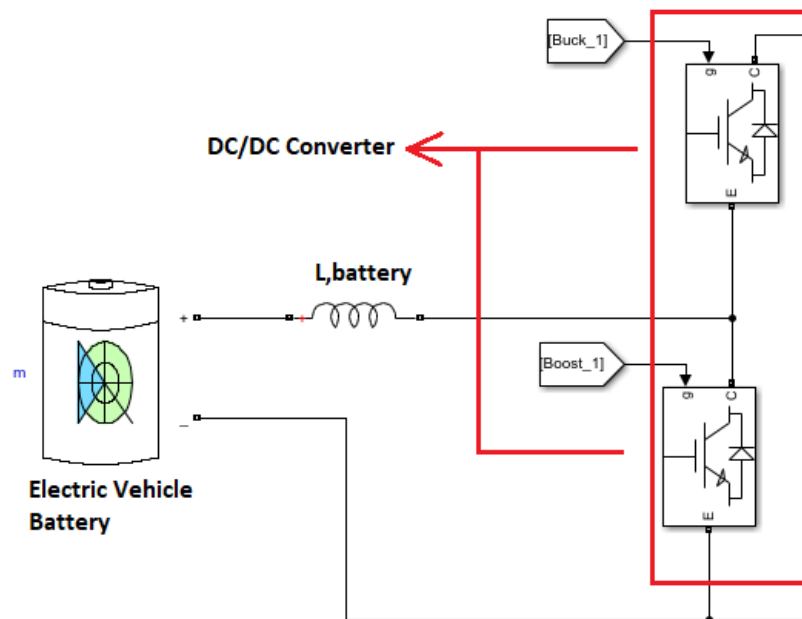 [Buck_1]
g
C
E
DC/DC Converter
L,battery
+
+
[Boost_1]
g
C
E
m
_
Electric Vehicle
Battery